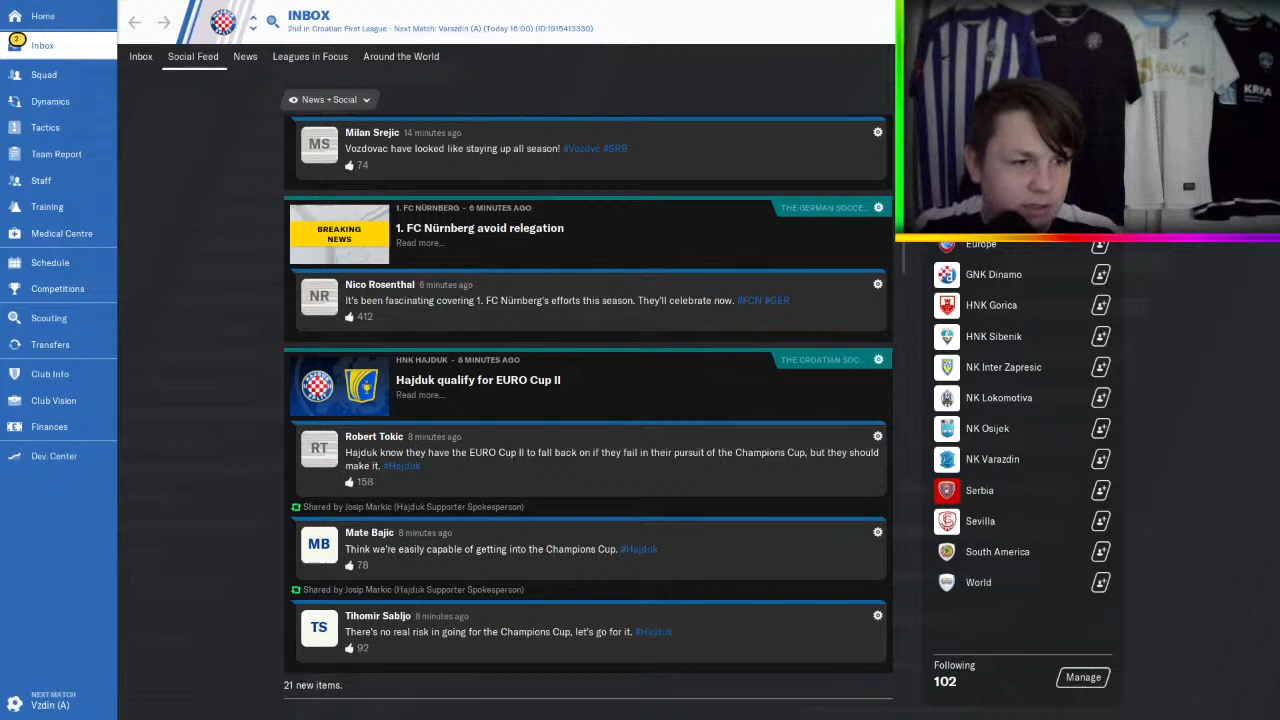 Home
2
Inbox
Squad
Dynamics
Tactics
Team Report
Staff
Training
Medical Centre
Schedule
Competitions
Scouting
Transfers
Club Info
Club Vision
Finances
Dev. Center
NEXT MATCH
Vzdin (A)
INBOX
2nd in Croatian First League - Next Match: Varazdin (A) (Today 16:00) (ID:1915413330)
Inbox
Social Feed
News
Leagues in Focus
Around the World
News + Social
MS
Milan Srejic 14 minutes ago
Vozdovac have looked like staying up all season! #Vozdvc #SRB
74
BREAKING
NEWS
1. FC NÜRNBERG - 6 MINUTES AGO
THE GERMAN SOCCE...
1. FC Nürnberg avoid relegation
Read more...
NR
Nico Rosenthal 6 minutes ago
It's been fascinating covering 1. FC Nürnberg's efforts this season. They'll celebrate now. #FCN #GER
412
HNK HAJDUK - 8 MINUTES AGO
THE CROATIAN SOC...
Hajduk qualify for EURO Cup II
Read more...
RT
Robert Tokic 8 minutes ago
Hajduk know they have the EURO Cup II to fall back on if they fail in their pursuit of the Champions Cup, but they should
make it. #Hajduk
158
Shared by Josip Markic (Hajduk Supporter Spokesperson)
MB
Mate Bajic 8 minutes ago
Think we're easily capable of getting into the Champions Cup. #Hajduk
78
Shared by Josip Markic (Hajduk Supporter Spokesperson)
TS
Tihomir Sabljo 8 minutes ago
There's no real risk in going for the Champions Cup, let's go for it. #Hajduk
92
21 new items.
Europe
GNK Dinamo
HNK Gorica
HNK Sibenik
NK Inter Zapresic
NK Lokomotiva
NK Osijek
NK Varazdin
Serbia
Sevilla
South America
World
Following
102
Manage